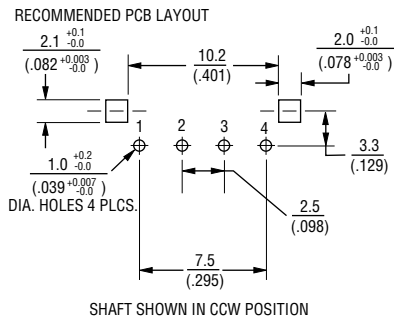 RECOMMENDED PCB LAYOUT
2.1 +0.1 -0.0
(.082 +0.003 -0.0)
10.2
(.401)
2.0 +0.1 -0.0
(.078 +0.003 -0.0)
1 2 3 4
1.0 +0.2 -0.0
(.039 +0.007 -0.0)
DIA. HOLES 4 PLCS.
3.3
(.129)
2.5
(.098)
7.5
(.295)
SHAFT SHOWN IN CCW POSITION